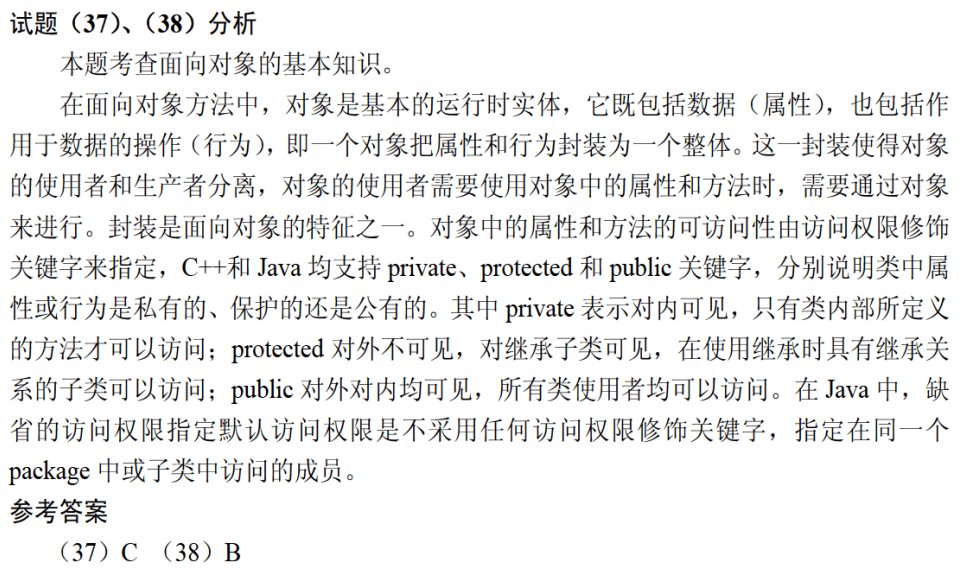 试题（37）、（38）分析
本题考查面向对象的基本知识。
在面向对象方法中，对象是基本的运行时实体，它既包括数据（属性），也包括作
用于数据的操作（行为），即一个对象把属性和行为封装为一个整体。这一封装使得对象
的使用者和生产者分离，对象的使用者需要使用对象中的属性和方法时，需要通过对象
来进行。封装是面向对象的特征之一。对象中的属性和方法的可访问性由访问权限修饰
关键字来指定，C++和 Java 均支持 private、protected 和 public 关键字，分别说明类中属
性或行为是私有的、保护的还是公有的。其中 private 表示对内可见，只有类内部所定义
的方法才可以访问；protected 对外不可见，对继承子类可见，在使用继承时具有继承关
系的子类可以访问；public 对外对内均可见，所有类使用者均可以访问。在 Java 中，缺
省的访问权限指定默认访问权限是不采用任何访问权限修饰关键字，指定在同一个
package 中或子类中访问的成员。
参考答案
（37）C （38）B